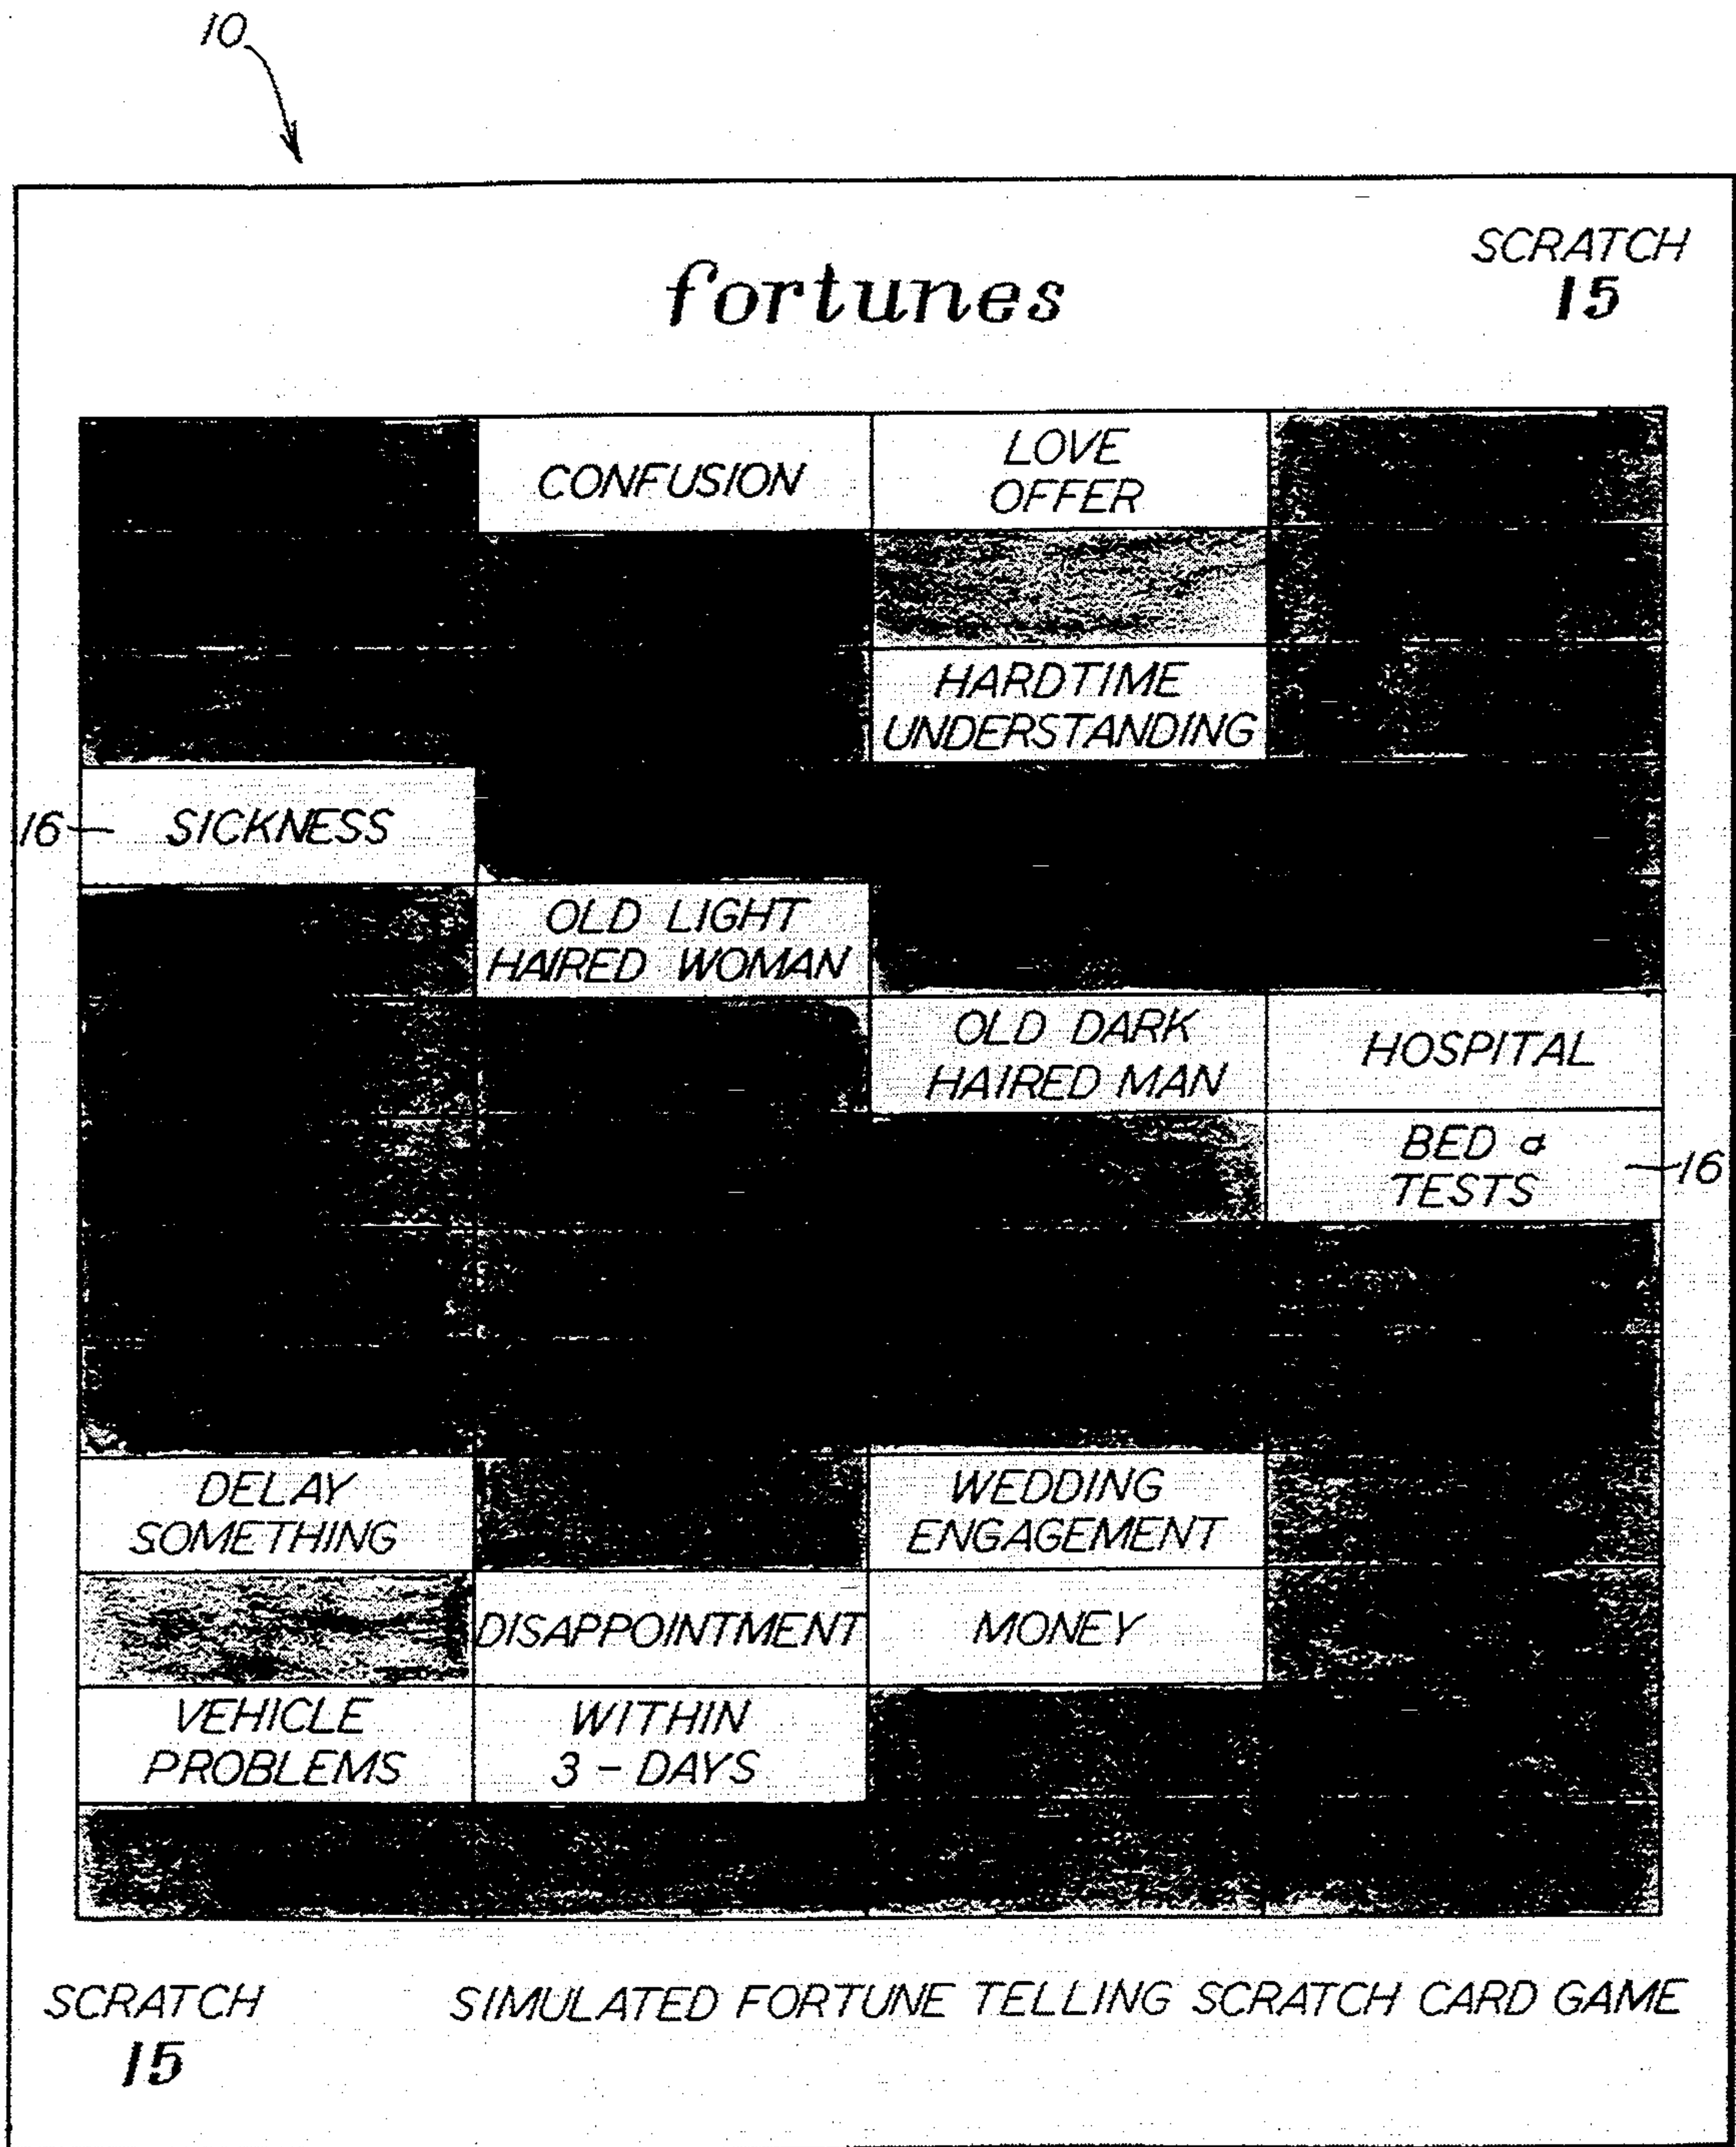 10
SCRATCH
15
fortunes
CONFUSION
LOVE
OFFER
HARDTIME
UNDERSTANDING
16
SICKNESS
OLD LIGHT
HAIRED WOMAN
OLD DARK
HAIRED MAN
HOSPITAL
BED &
TESTS
16
DELAY
SOMETHING
WEDDING
ENGAGEMENT
DISAPPOINTMENT
MONEY
VEHICLE
PROBLEMS
WITHIN
3 - DAYS
SCRATCH
15
SIMULATED FORTUNE TELLING SCRATCH CARD GAME